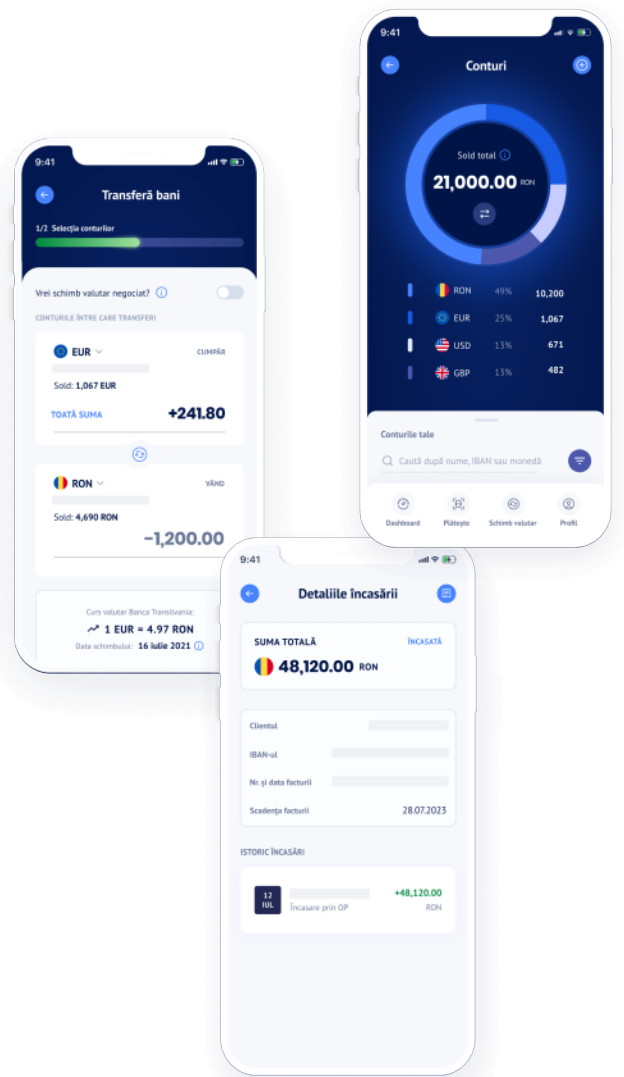 9:41
Transferă bani
1/2 Selecția conturilor
Vrei schimb valutar negociat?
CONTURILE ÎNTRE CARE TRANSFERI
EUR CUMPĂR
Sold: 1,067 EUR
TOATĂ SUMA +241.80
RON VÂND
Sold: 4,690 RON
-1,200.00
Curs valutar Banca Transilvania:
1 EUR = 4.97 RON
Data schimbului: 16 iulie 2021
9:41
Conturi
Sold total
21,000.00 RON
RON 49% 10,200
EUR 25% 1,067
USD 13% 671
GBP 13% 482
Conturile tale
Caută după nume, IBAN sau monedă
Dashboard Plătește Schimb valutar Profil
9:41
Detaliile încasării
SUMA TOTALĂ ÎNCASATĂ
48,120.00 RON
Clientul
IBAN-ul
Nr. și data facturii
Scadența facturii 28.07.2023
ISTORIC ÎNCASĂRI
12 +48,120.00
IUL Încasare prin OP RON